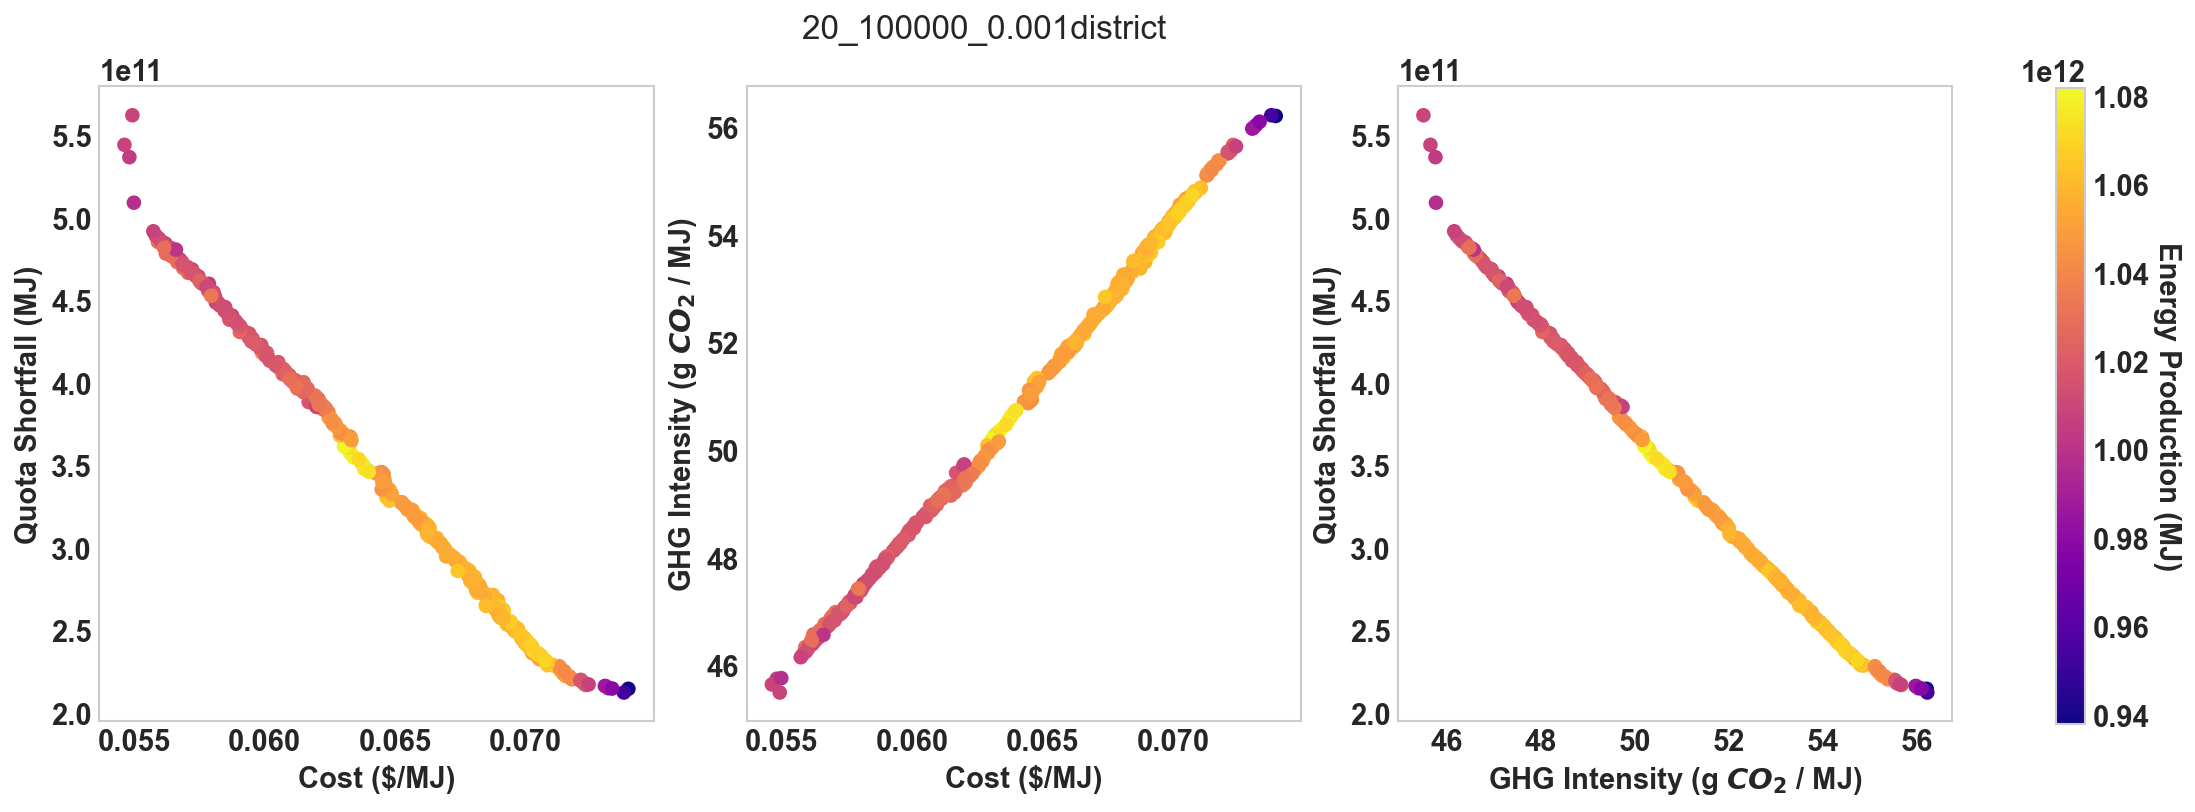 20_100000_0.001district
1e11
5.5
5.0
4.5
4.0
3.5
3.0
2.5
2.0
Quota Shortfall (MJ)
0.055 0.060 0.065 0.070
Cost ($/MJ)
56
54
52
50
48
46
GHG Intensity (g CO₂ / MJ)
0.055 0.060 0.065 0.070
Cost ($/MJ)
1e11
5.5
5.0
4.5
4.0
3.5
3.0
2.5
2.0
Quota Shortfall (MJ)
46 48 50 52 54 56
GHG Intensity (g CO₂ / MJ)
1e12
1.08
1.06
1.04
1.02
1.00
0.98
0.96
0.94
Energy Production (MJ)